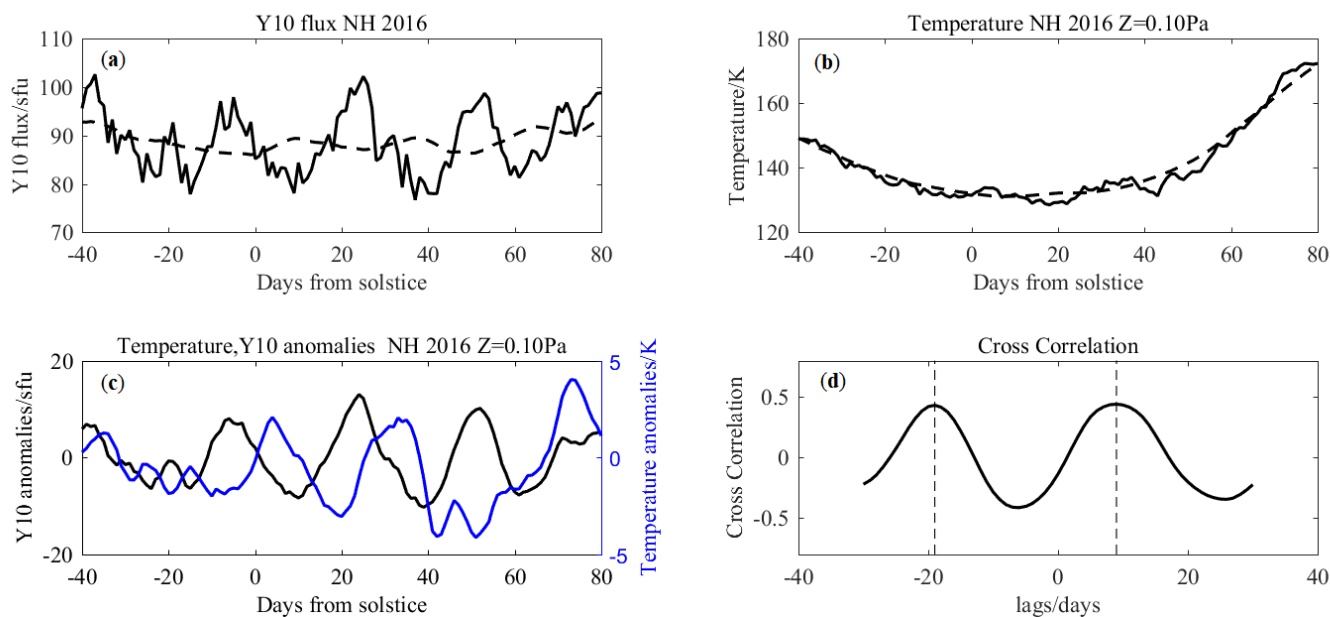 Y10 flux NH 2016
(a)
110
100
90
80
70
Y10 flux/sfu
-40 -20 0 20 40 60 80
Days from solstice
Temperature NH 2016 Z=0.10Pa
(b)
180
160
140
120
Temperature/K
-40 -20 0 20 40 60 80
Days from solstice
Temperature,Y10 anomalies NH 2016 Z=0.10Pa
(c)
20
0
-20
Y10 anomalies/sfu
5
0
-5
Temperature anomalies/K
-40 -20 0 20 40 60 80
Days from solstice
Cross Correlation
(d)
0.5
0
-0.5
Cross Correlation
-40 -20 0 20 40
lags/days